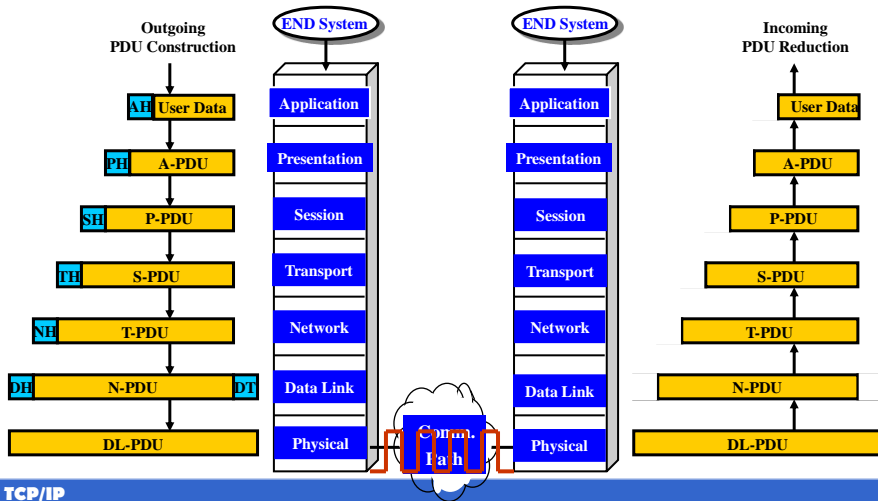 Outgoing
PDU Construction
END System
END System
Incoming
PDU Reduction
AH User Data
Application
Application
User Data
PH A-PDU
Presentation
Presentation
A-PDU
SH P-PDU
Session
Session
P-PDU
TH S-PDU
Transport
Transport
S-PDU
NH T-PDU
Network
Network
T-PDU
DH N-PDU DT
Data Link
Data Link
N-PDU
DL-PDU
Physical
Comm.
Path
Physical
DL-PDU
TCP/IP